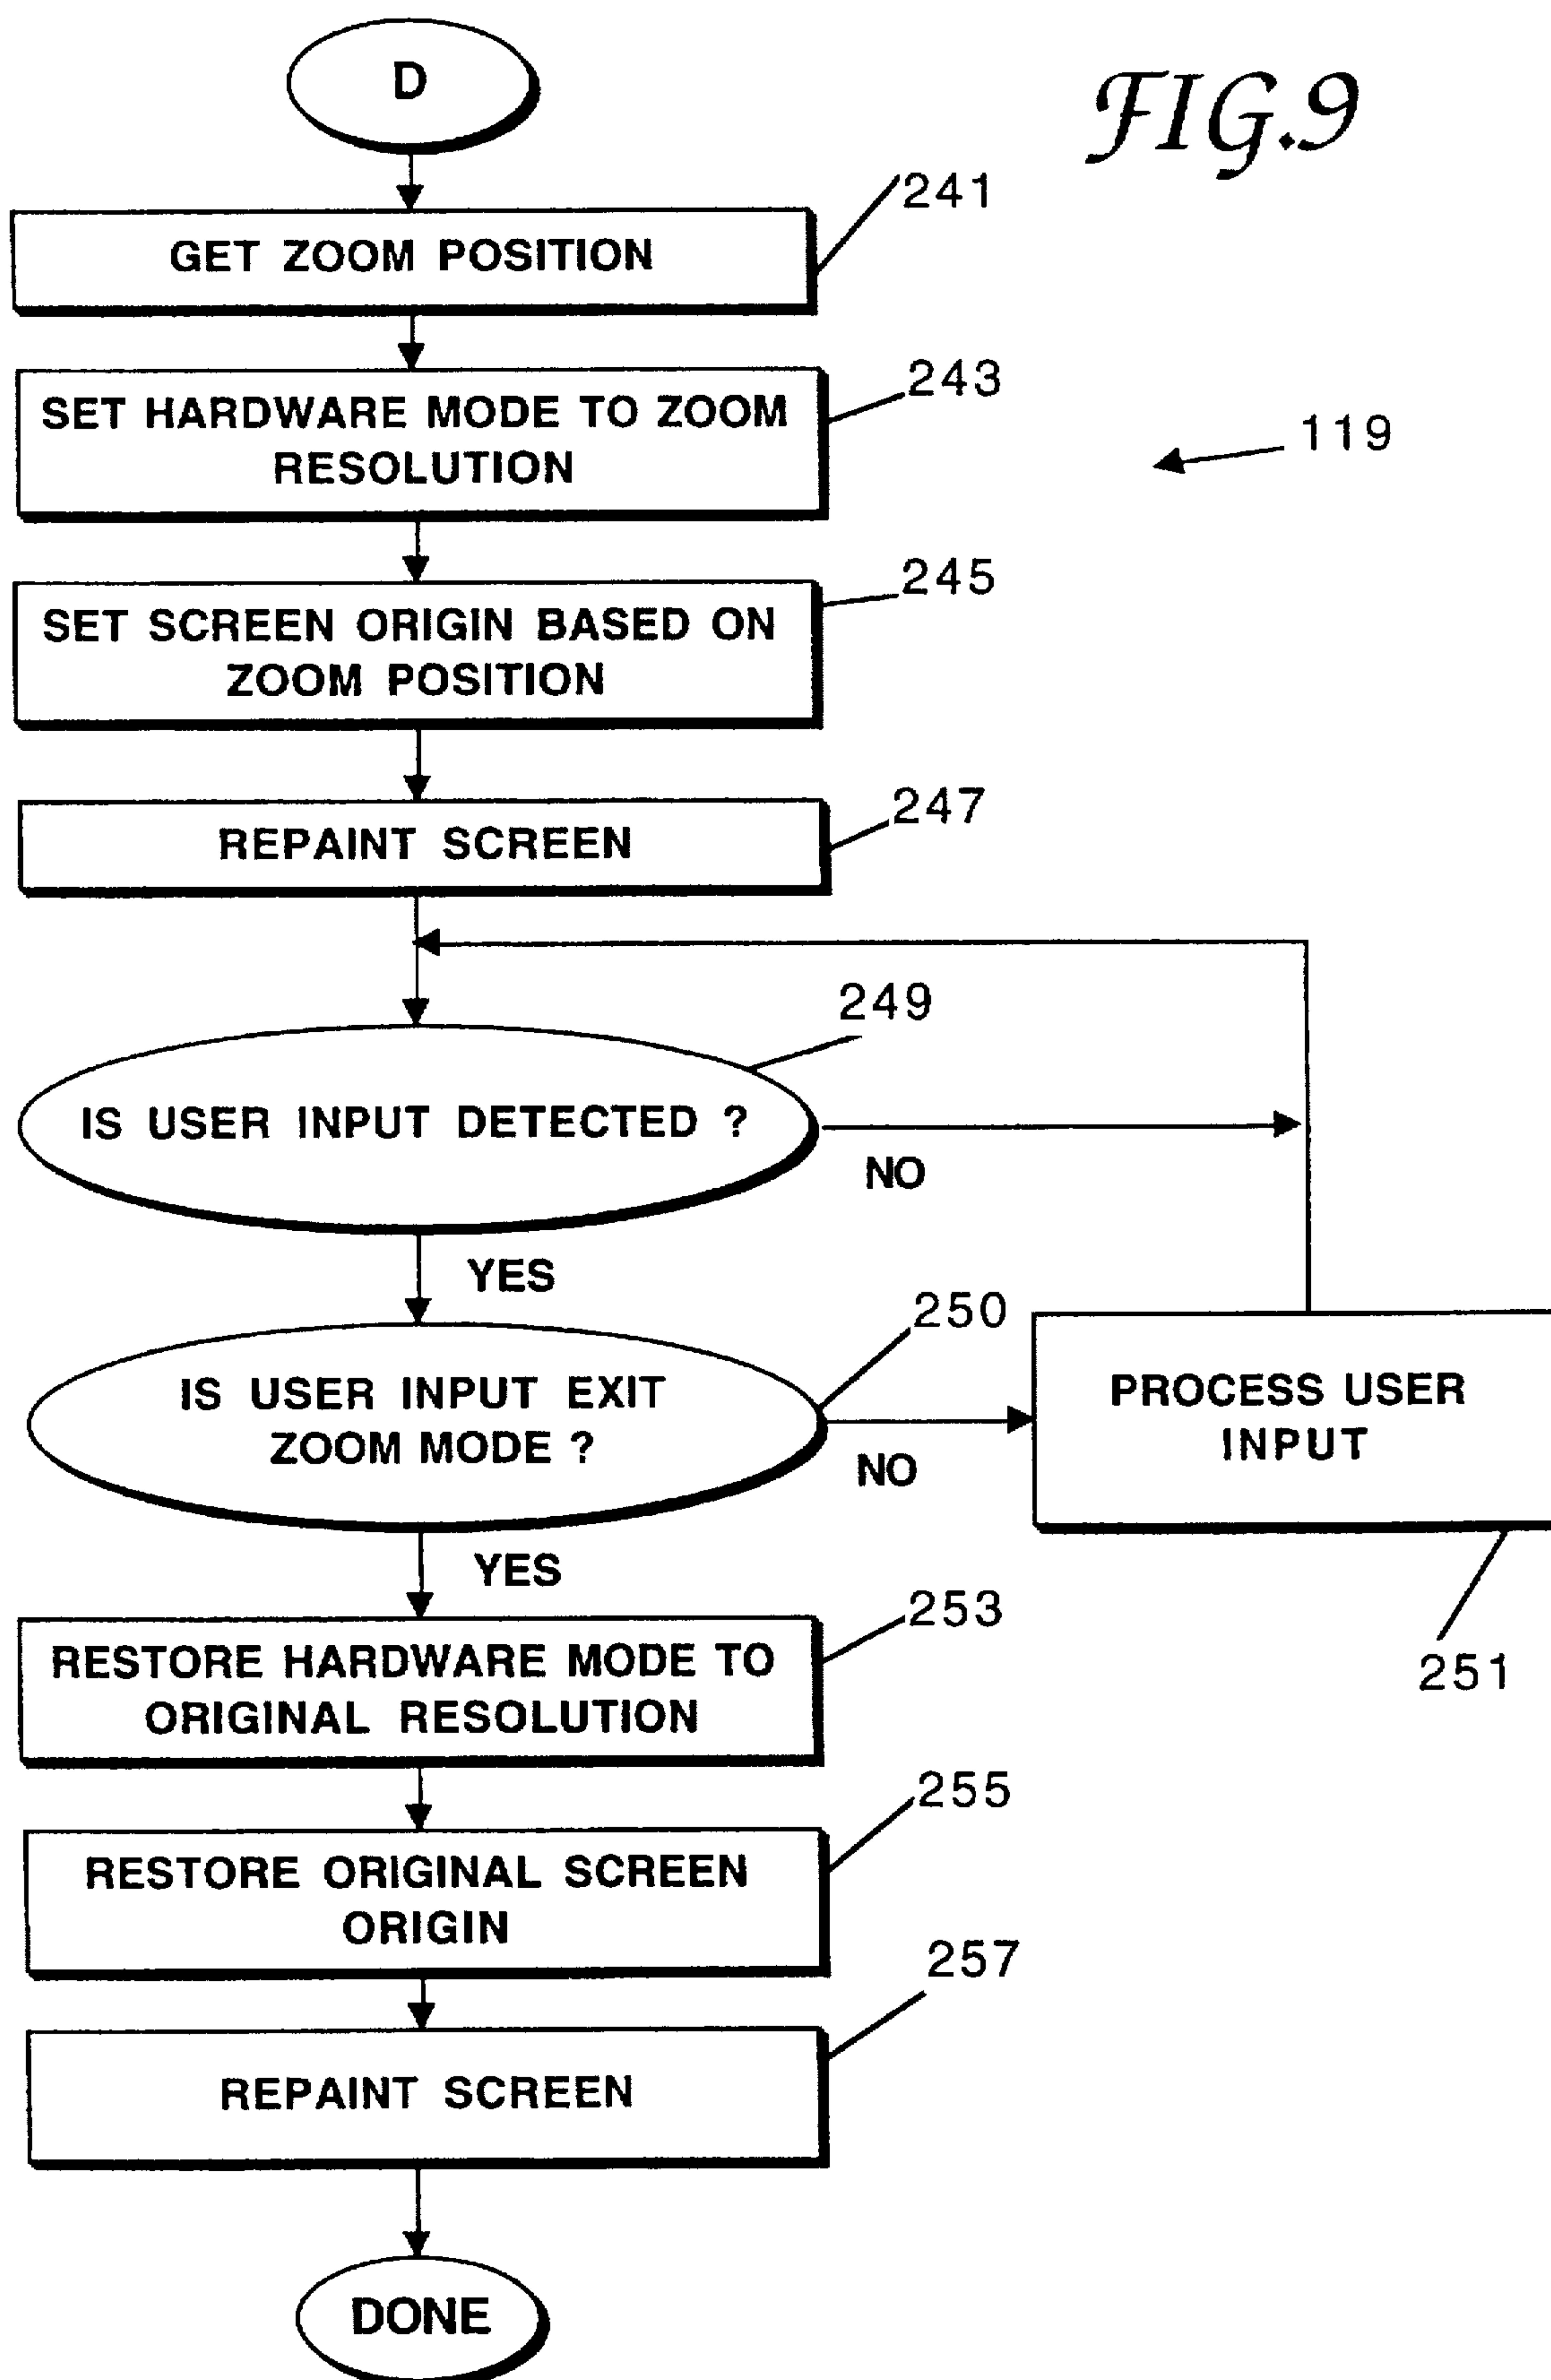 D
FIG.9
241
GET ZOOM POSITION
243
SET HARDWARE MODE TO ZOOM
RESOLUTION
119
245
SET SCREEN ORIGIN BASED ON
ZOOM POSITION
247
REPAINT SCREEN
249
IS USER INPUT DETECTED ?
NO
YES
250
IS USER INPUT EXIT
ZOOM MODE ?
NO
PROCESS USER
INPUT
251
YES
253
RESTORE HARDWARE MODE TO
ORIGINAL RESOLUTION
255
RESTORE ORIGINAL SCREEN
ORIGIN
257
REPAINT SCREEN
DONE